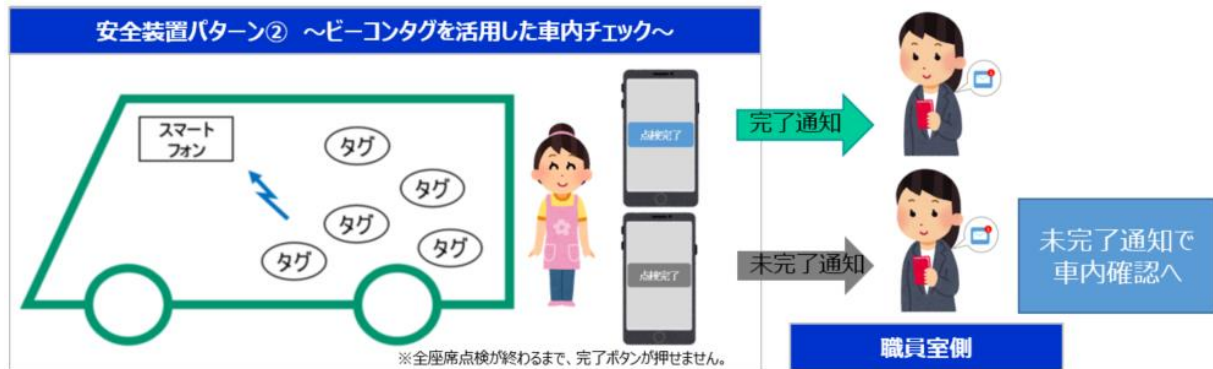 安全装置パターン② ～ビーコンタグを活用した車内チェック～
スマート
フォン
タグ
タグ
タグ
タグ
タグ
点検完了
点検完了
※全座席点検が終わるまで、完了ボタンが押せません。
完了通知
未完了通知
未完了通知で
車内確認へ
職員室側